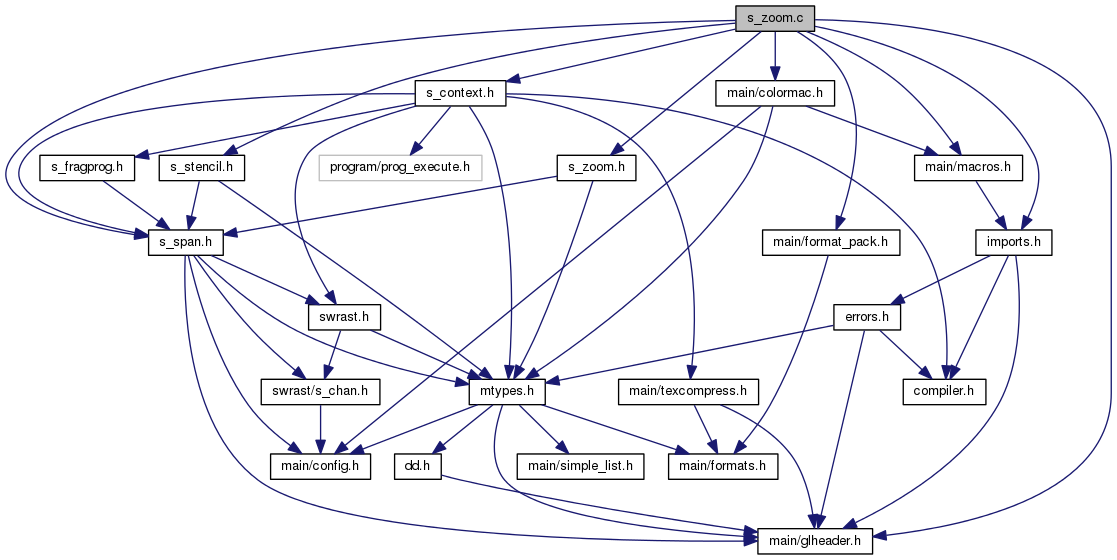 s_zoom.c
s_context.h
main/colormac.h
s_fragprog.h
s_stencil.h
program/prog_execute.h
s_zoom.h
main/macros.h
s_span.h
main/format_pack.h
imports.h
swrast.h
errors.h
swrast/s_chan.h
mtypes.h
main/texcompress.h
compiler.h
main/config.h
dd.h
main/simple_list.h
main/formats.h
main/glheader.h